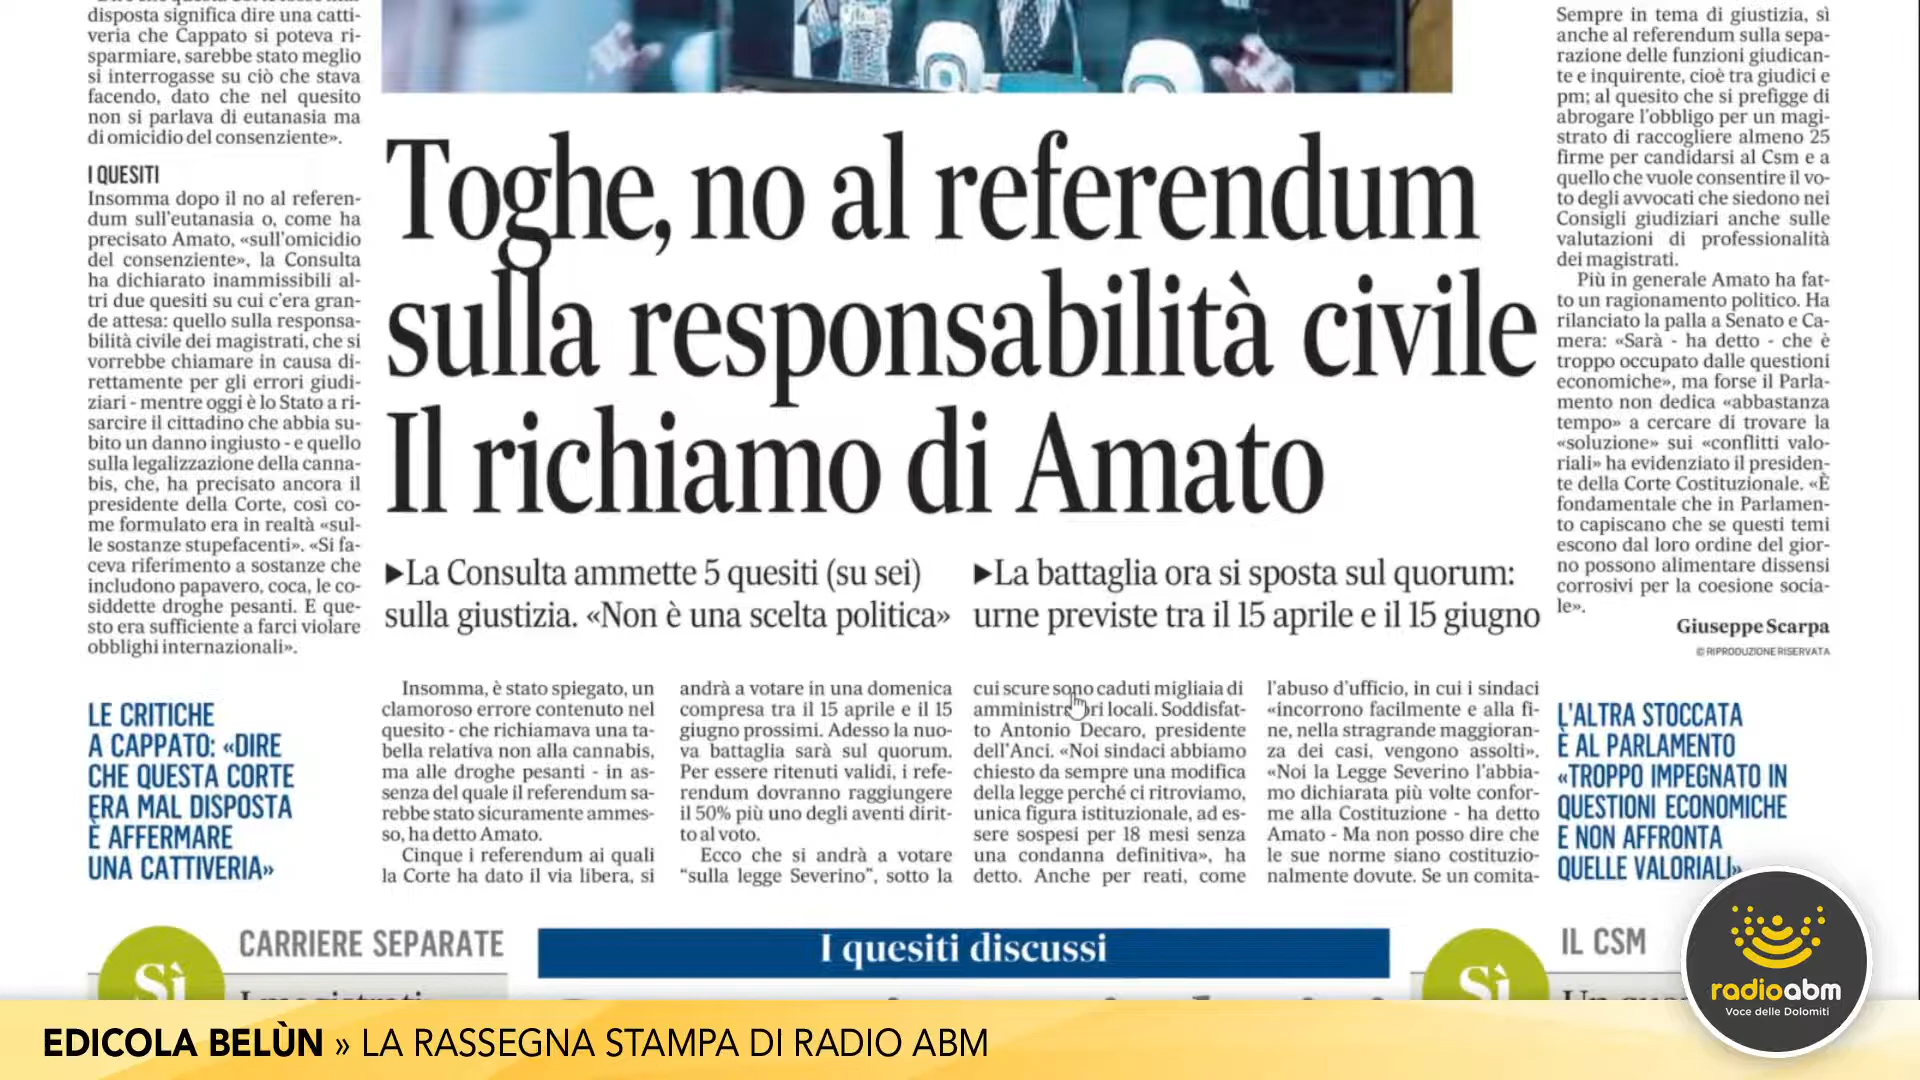 disposta significa dire una catti-
veria che Cappato si poteva ri-
sparmiare, sarebbe stato meglio
si interrogasse su ciò che stava
facendo, dato che nel quesito
non si parlava di eutanasia ma
di omicidio del consenziente».
I QUESITI
Insomma dopo il no al referen-
dum sull'eutanasia o, come ha
precisato Amato, «sull'omicidio
del consenziente», la Consulta
ha dichiarato inammissibili al-
tri due quesiti su cui c'era gran-
de attesa: quello sulla responsa-
bilità civile dei magistrati, che si
vorrebbe chiamare in causa di-
rettamente per gli errori giudi-
ziari - mentre oggi è lo Stato a ri-
sarcire il cittadino che abbia su-
bito un danno ingiusto - e quello
sulla legalizzazione della canna-
bis, che, ha precisato ancora il
presidente della Corte, così co-
me formulato era in realtà «sul-
le sostanze stupefacenti». «Si fa-
ceva riferimento a sostanze che
includono papavero, coca, le co-
siddette droghe pesanti. E que-
sto era sufficiente a farci violare
obblighi internazionali».
LE CRITICHE
A CAPPATO: «DIRE
CHE QUESTA CORTE
ERA MAL DISPOSTA
È AFFERMARE
UNA CATTIVERIA»
Toghe, no al referendum
sulla responsabilità civile
Il richiamo di Amato
▶La Consulta ammette 5 quesiti (su sei)
sulla giustizia. «Non è una scelta politica»
▶La battaglia ora si sposta sul quorum:
urne previste tra il 15 aprile e il 15 giugno
Insomma, è stato spiegato, un
clamoroso errore contenuto nel
quesito - che richiamava una ta-
bella relativa non alla cannabis,
ma alle droghe pesanti - in as-
senza del quale il referendum sa-
rebbe stato sicuramente ammes-
so, ha detto Amato.
Cinque i referendum ai quali
la Corte ha dato il via libera, si
andrà a votare in una domenica
compresa tra il 15 aprile e il 15
giugno prossimi. Adesso la nuo-
va battaglia sarà sul quorum.
Per essere ritenuti validi, i refe-
rendum dovranno raggiungere
il 50% più uno degli aventi dirit-
to al voto.
Ecco che si andrà a votare
“sulla legge Severino”, sotto la
cui scure sono caduti migliaia di
amministratori locali. Soddisfat-
to Antonio Decaro, presidente
dell'Anci. «Noi sindaci abbiamo
chiesto da sempre una modifica
della legge perché ci ritroviamo,
unica figura istituzionale, ad es-
sere sospesi per 18 mesi senza
una condanna definitiva», ha
detto. Anche per reati, come
l'abuso d'ufficio, in cui i sindaci
«incorrono facilmente e alla fi-
ne, nella stragrande maggioran-
za dei casi, vengono assolti».
«Noi la Legge Severino l'abbia-
mo dichiarata più volte confor-
me alla Costituzione - ha detto
Amato - Ma non posso dire che
le sue norme siano costituzio-
nalmente dovute. Se un comita-
Sempre in tema di giustizia, sì
anche al referendum sulla sepa-
razione delle funzioni giudican-
te e inquirente, cioè tra giudici e
pm; al quesito che si prefigge di
abrogare l'obbligo per un magi-
strato di raccogliere almeno 25
firme per candidarsi al Csm e a
quello che vuole consentire il vo-
to degli avvocati che siedono nei
Consigli giudiziari anche sulle
valutazioni di professionalità
dei magistrati.
Più in generale Amato ha fat-
to un ragionamento politico. Ha
rilanciato la palla a Senato e Ca-
mera: «Sarà - ha detto - che è
troppo occupato dalle questioni
economiche», ma forse il Parla-
mento non dedica «abbastanza
tempo» a cercare di trovare la
«soluzione» sui «conflitti valo-
riali» ha evidenziato il presiden-
te della Corte Costituzionale. «È
fondamentale che in Parlamen-
to capiscano che se questi temi
escono dal loro ordine del gior-
no possono alimentare dissensi
corrosivi per la coesione socia-
le».
Giuseppe Scarpa
© RIPRODUZIONE RISERVATA
L'ALTRA STOCCATA
È AL PARLAMENTO
«TROPPO IMPEGNATO IN
QUESTIONI ECONOMICHE
E NON AFFRONTA
QUELLE VALORIALI»
Sì
CARRIERE SEPARATE
I magistrati
I quesiti discussi
Sì
IL CSM
EDICOLA BELÙN » LA RASSEGNA STAMPA DI RADIO ABM
radioabm
Voce delle Dolomiti